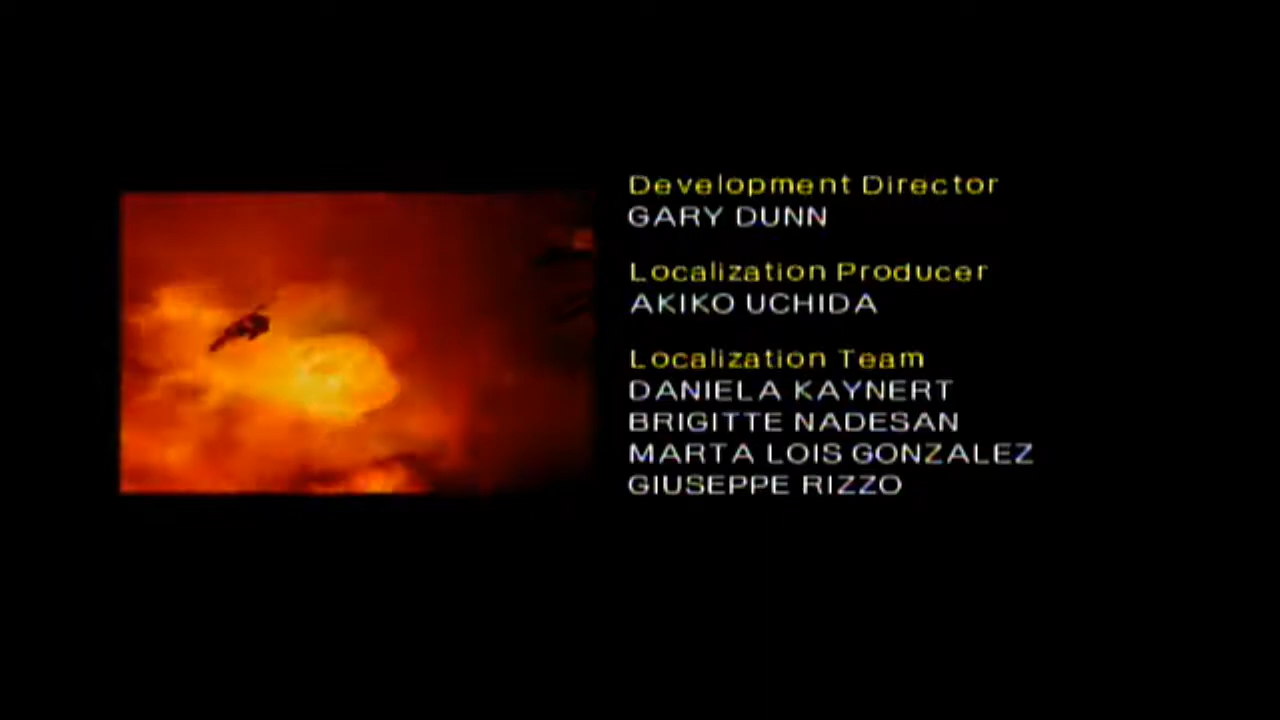 Development Director
GARY DUNN
Localization Producer
AKIKO UCHIDA
Localization Team
DANIELA KAYNERT
BRIGITTE NADESAN
MARTA LOIS GONZALEZ
GIUSEPPE RIZZO